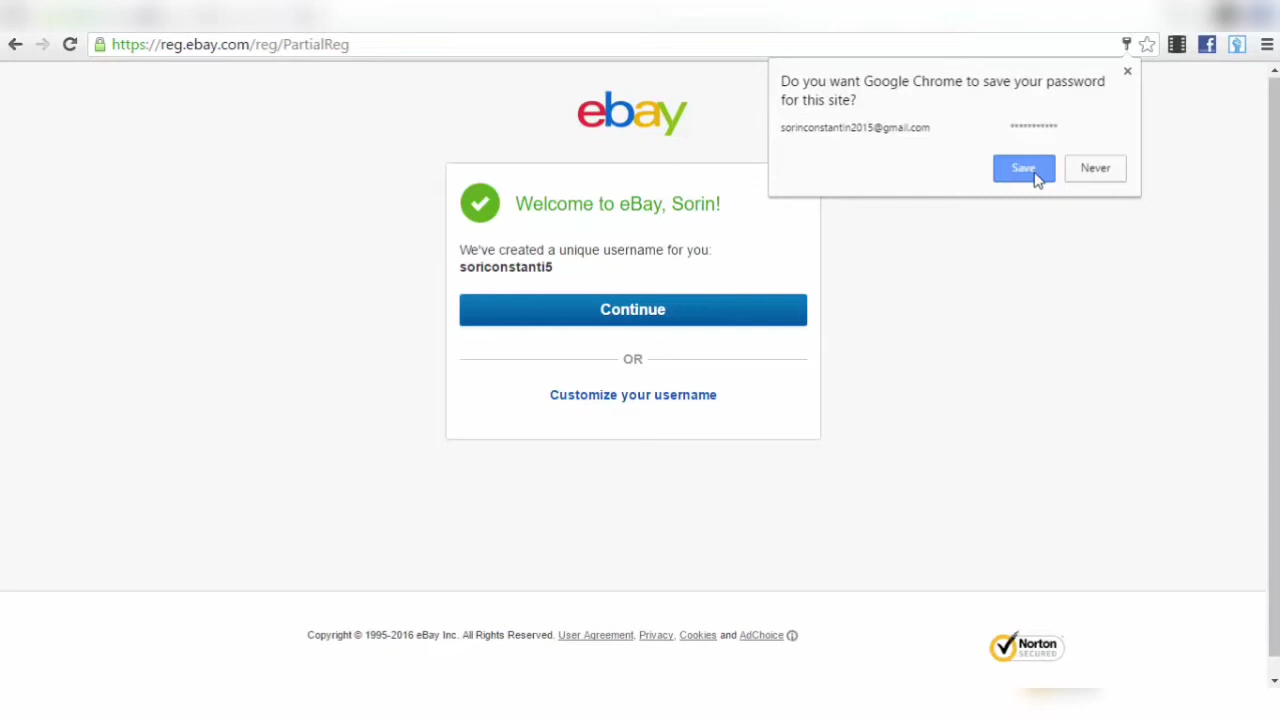 https://reg.ebay.com/reg/PartialReg
Do you want Google Chrome to save your password
for this site?
sorinconstantin2015@gmail.com ***********
Save Never
ebay
Welcome to eBay, Sorin!
We've created a unique username for you:
soriconstanti5
Continue
OR
Customize your username
Copyright © 1995-2016 eBay Inc. All Rights Reserved. User Agreement, Privacy, Cookies and AdChoice
Norton
SECURED